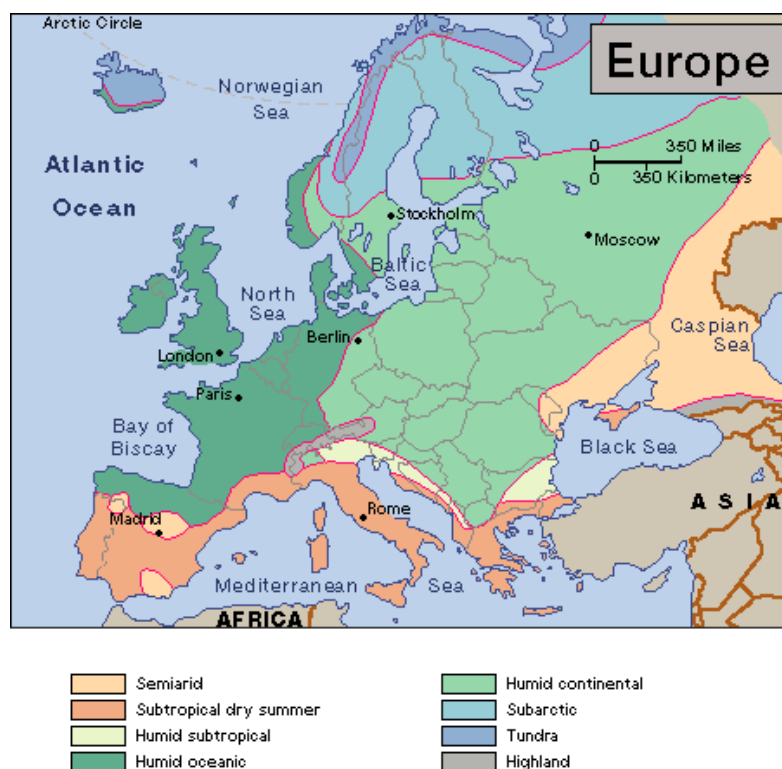 Arctic Circle
Europe
Norwegian
Sea
0 350 Miles
0 350 Kilometers
Atlantic
Ocean
Stockholm
Moscow
Baltic
Sea
North
Sea
Berlin
Caspian
Sea
London
Paris
Bay of
Biscay
Black Sea
ASIA
Madrid
Rome
Mediterranean Sea
AFRICA
Semiarid
Subtropical dry summer
Humid subtropical
Humid oceanic
Humid continental
Subarctic
Tundra
Highland